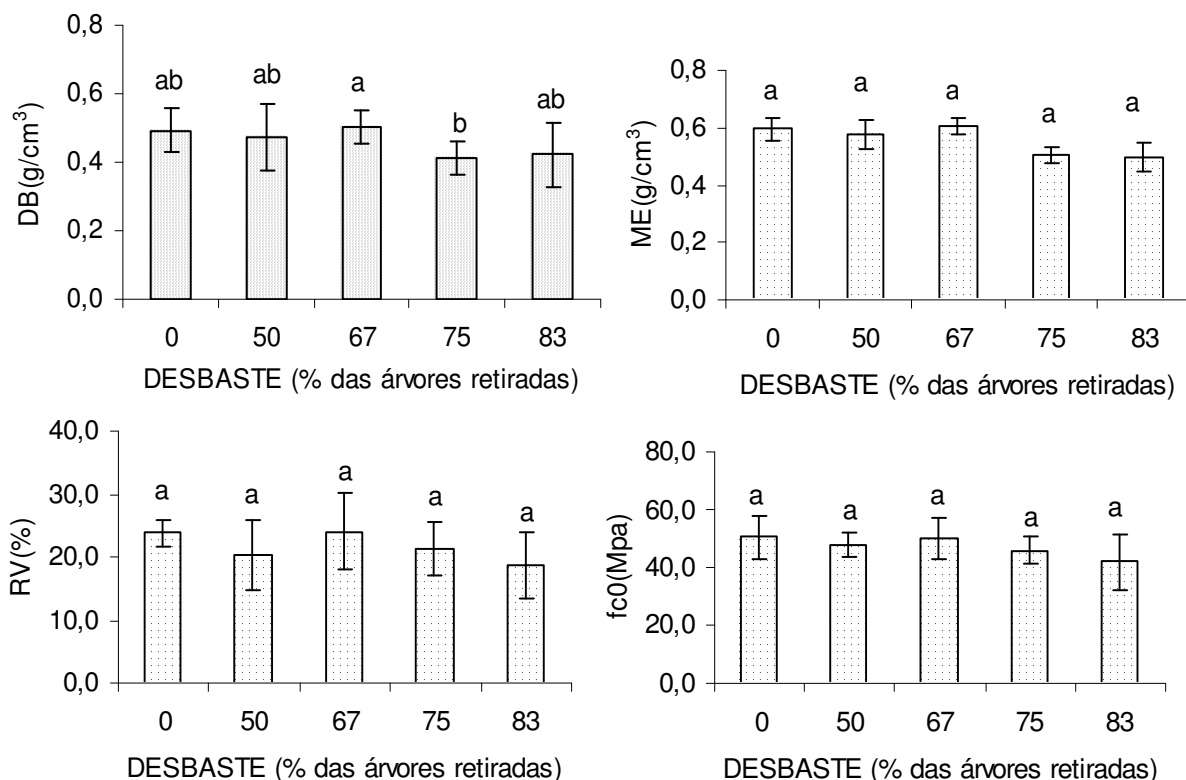 0,8
0,6
0,4
0,2
0,0
DB(g/cm³)
ab ab a b ab
0 50 67 75 83
DESBASTE (% das árvores retiradas)
0,8
0,6
0,4
0,2
0,0
ME(g/cm³)
a a a a a
0 50 67 75 83
DESBASTE (% das árvores retiradas)
40,0
30,0
20,0
10,0
0,0
RV(%)
a a a a a
0 50 67 75 83
DESBASTE (% das árvores retiradas)
80,0
60,0
40,0
20,0
0,0
fc0(Mpa)
a a a a a
0 50 67 75 83
DESBASTE (% das árvores retiradas)